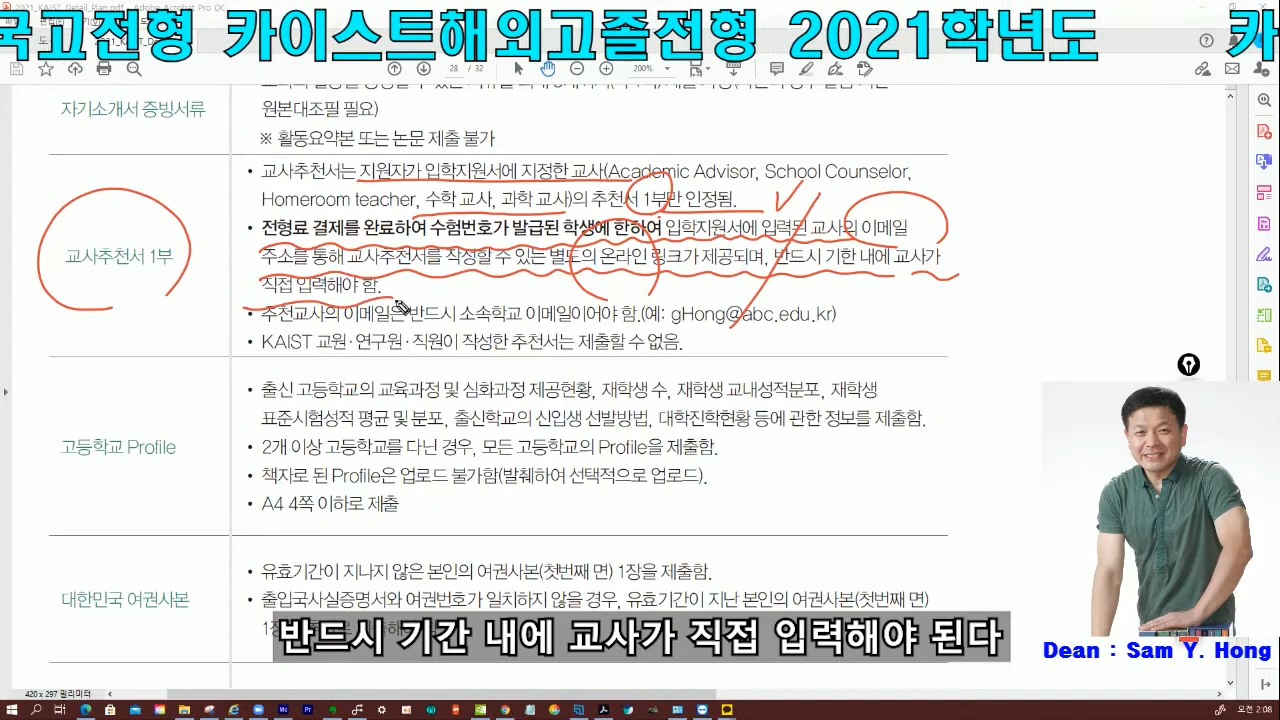 2021_KAIST_Detail_Plan.pdf - Adobe Acrobat Pro DC
국고전형 카이스트해외고졸전형 2021학년도 카
28 / 32
200%
자기소개서 증빙서류
원본대조필 필요)
※ 활동요약본 또는 논문 제출 불가
교사추천서 1부
• 교사추천서는 지원자가 입학지원서에 지정한 교사(Academic Advisor, School Counselor,
Homeroom teacher, 수학 교사, 과학 교사)의 추천서 1부만 인정됨.
• 전형료 결제를 완료하여 수험번호가 발급된 학생에 한하여 입학지원서에 입력된 교사의 이메일
주소를 통해 교사추천서를 작성할 수 있는 별도의 온라인 링크가 제공되며, 반드시 기한 내에 교사가
직접 입력해야 함.
• 추천교사의 이메일은 반드시 소속학교 이메일이어야 함.(예: gHong@abc.edu.kr)
• KAIST 교원·연구원·직원이 작성한 추천서는 제출할 수 없음.
고등학교 Profile
• 출신 고등학교의 교육과정 및 심화과정 제공현황, 재학생 수, 재학생 교내성적분포, 재학생
표준시험성적 평균 및 분포, 출신학교의 신입생 선발방법, 대학진학현황 등에 관한 정보를 제출함.
• 2개 이상 고등학교를 다닌 경우, 모든 고등학교의 Profile을 제출함.
• 책자로 된 Profile은 업로드 불가함(발췌하여 선택적으로 업로드).
• A4 4쪽 이하로 제출
대한민국 여권사본
• 유효기간이 지나지 않은 본인의 여권사본(첫번째 면) 1장을 제출함.
• 출입국사실증명서와 여권번호가 일치하지 않을 경우, 유효기간이 지난 본인의 여권사본(첫번째 면)
반드시 기간 내에 교사가 직접 입력해야 된다
Dean : Sam Y. Hong
420 x 297 밀리미터
오전 2:08